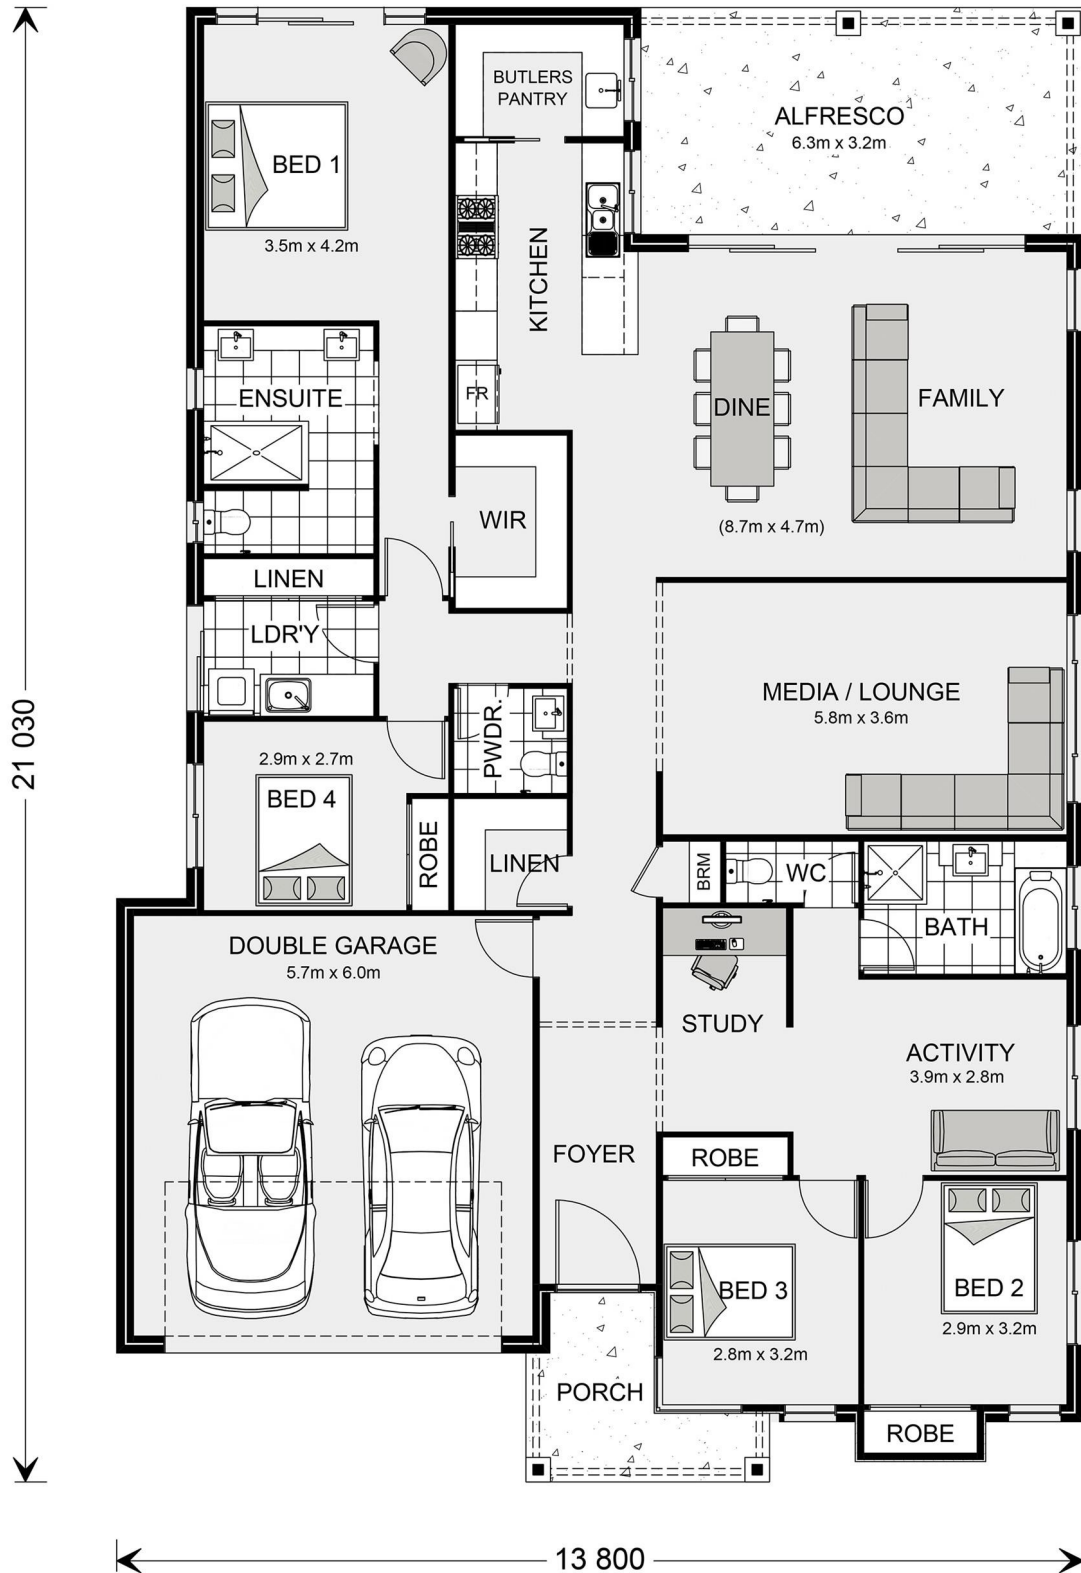 BUTLERS
PANTRY
ALFRESCO
6.3m x 3.2m
BED 1
3.5m x 4.2m
KITCHEN
ENSUITE
FR
DINE
FAMILY
(8.7m x 4.7m)
WIR
LINEN
LDR'Y
MEDIA / LOUNGE
5.8m x 3.6m
PWDR.
21 030
2.9m x 2.7m
BED 4
ROBE
LINEN
BRM
WC
BATH
DOUBLE GARAGE
5.7m x 6.0m
STUDY
ACTIVITY
3.9m x 2.8m
FOYER
ROBE
BED 3
2.8m x 3.2m
BED 2
2.9m x 3.2m
PORCH
ROBE
13 800